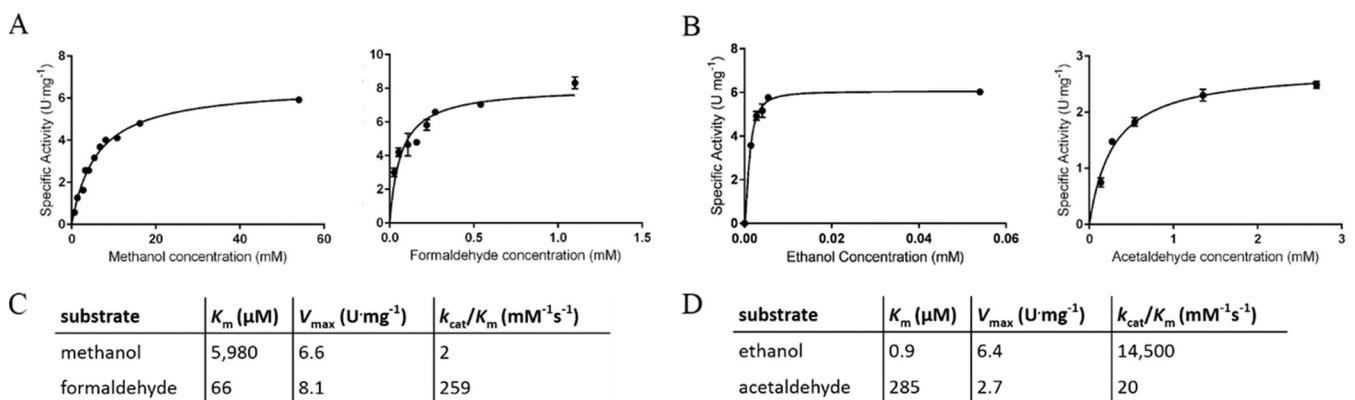 A
B
Specific Activity (U·mg⁻¹)
8
6
4
2
0
0
20
40
60
Methanol concentration (mM)
10
8
6
4
2
0
0.0
0.5
1.0
1.5
Formaldehyde concentration (mM)
Specific Activity (U·mg⁻¹)
8
6
4
2
0
0.00
0.02
0.04
0.06
Ethanol Concentration (mM)
Specific Activity (U·mg⁻¹)
3
2
1
0
0
1
2
3
Acetaldehyde concentration (mM)
C
substrate Kₘ (µM) Vₘₐₓ (U·mg⁻¹) k꜀ₐₜ/Kₘ (mM⁻¹s⁻¹)
methanol 5,980 6.6 2
formaldehyde 66 8.1 259
D
substrate Kₘ (µM) Vₘₐₓ (U·mg⁻¹) k꜀ₐₜ/Kₘ (mM⁻¹s⁻¹)
ethanol 0.9 6.4 14,500
acetaldehyde 285 2.7 20